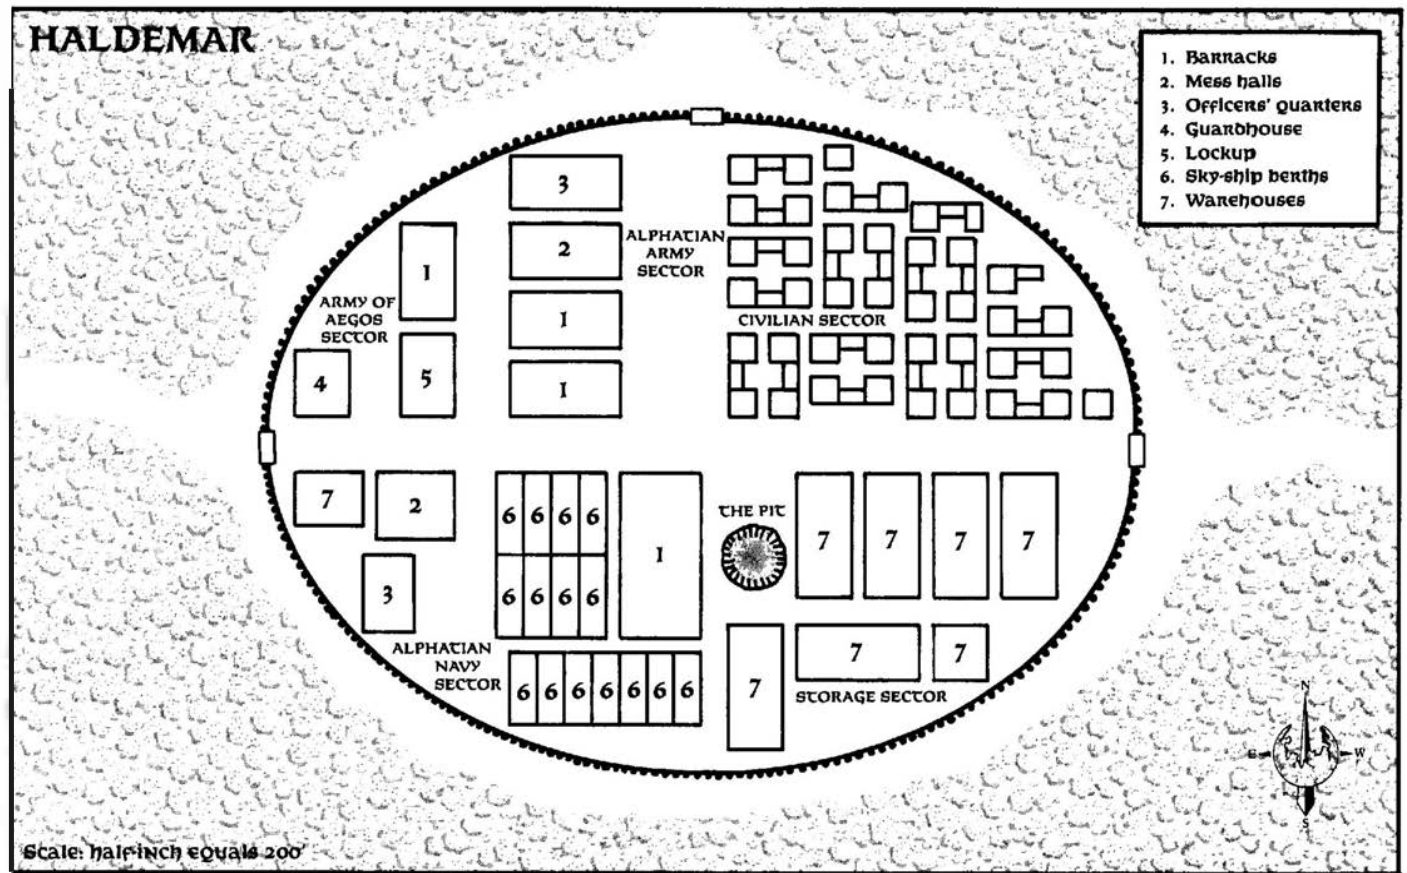 HALDEMAR
1. Barracks
2. Mess halls
3. Officers' quarters
4. Guardhouse
5. Lockup
6. Sky-ship berths
7. Warehouses
3
2
1
1
ALPHATIAN
ARMY
SECTOR
1
5
4
ARMY OF
AEGOS
SECTOR
CIVILIAN SECTOR
7
2
3
6 6 6 6
6 6 6 6
1
6 6 6 6 6 6 6
ALPHATIAN
NAVY
SECTOR
THE PIT
7 7 7 7
7
7 7
STORAGE SECTOR
N
E W
S
Scale: half-inch equals 200'